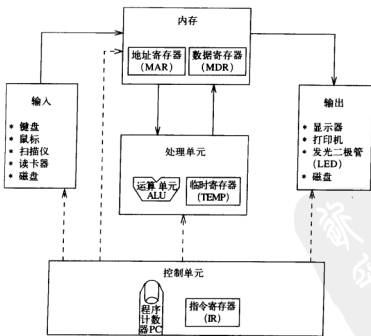 内存
地址寄存器
(MAR)
数据寄存器
(MDR)
输入
* 键盘
* 鼠标
* 扫描仪
* 读卡器
* 磁盘
处理单元
运算单元
ALU
临时寄存器
(TEMP)
输出
* 显示器
* 打印机
* 发光二极管
(LED)
* 磁盘
控制单元
程序
计数
器PC
指令寄存器
(IR)